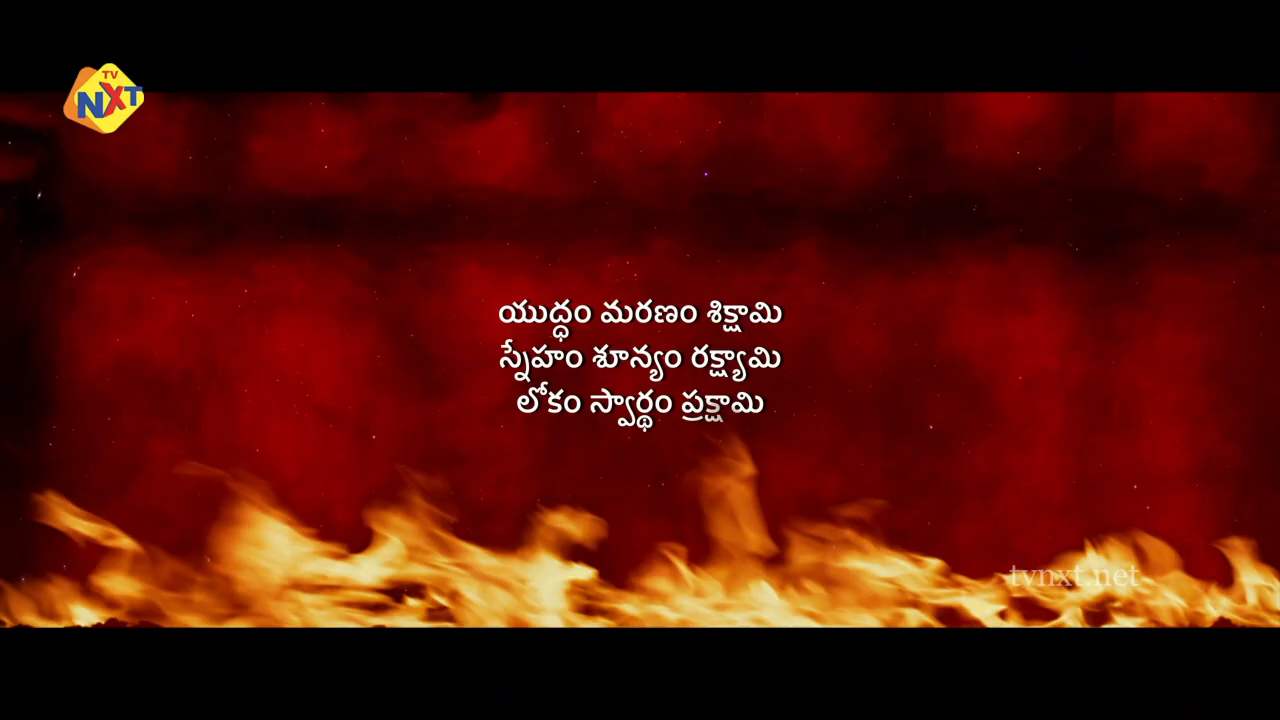 TV
NXT
యుద్ధం మరణం శిక్షామి
స్నేహం శూన్యం రక్ష్యామి
లోకం స్వార్థం ప్రక్షామి
tvnxt.net